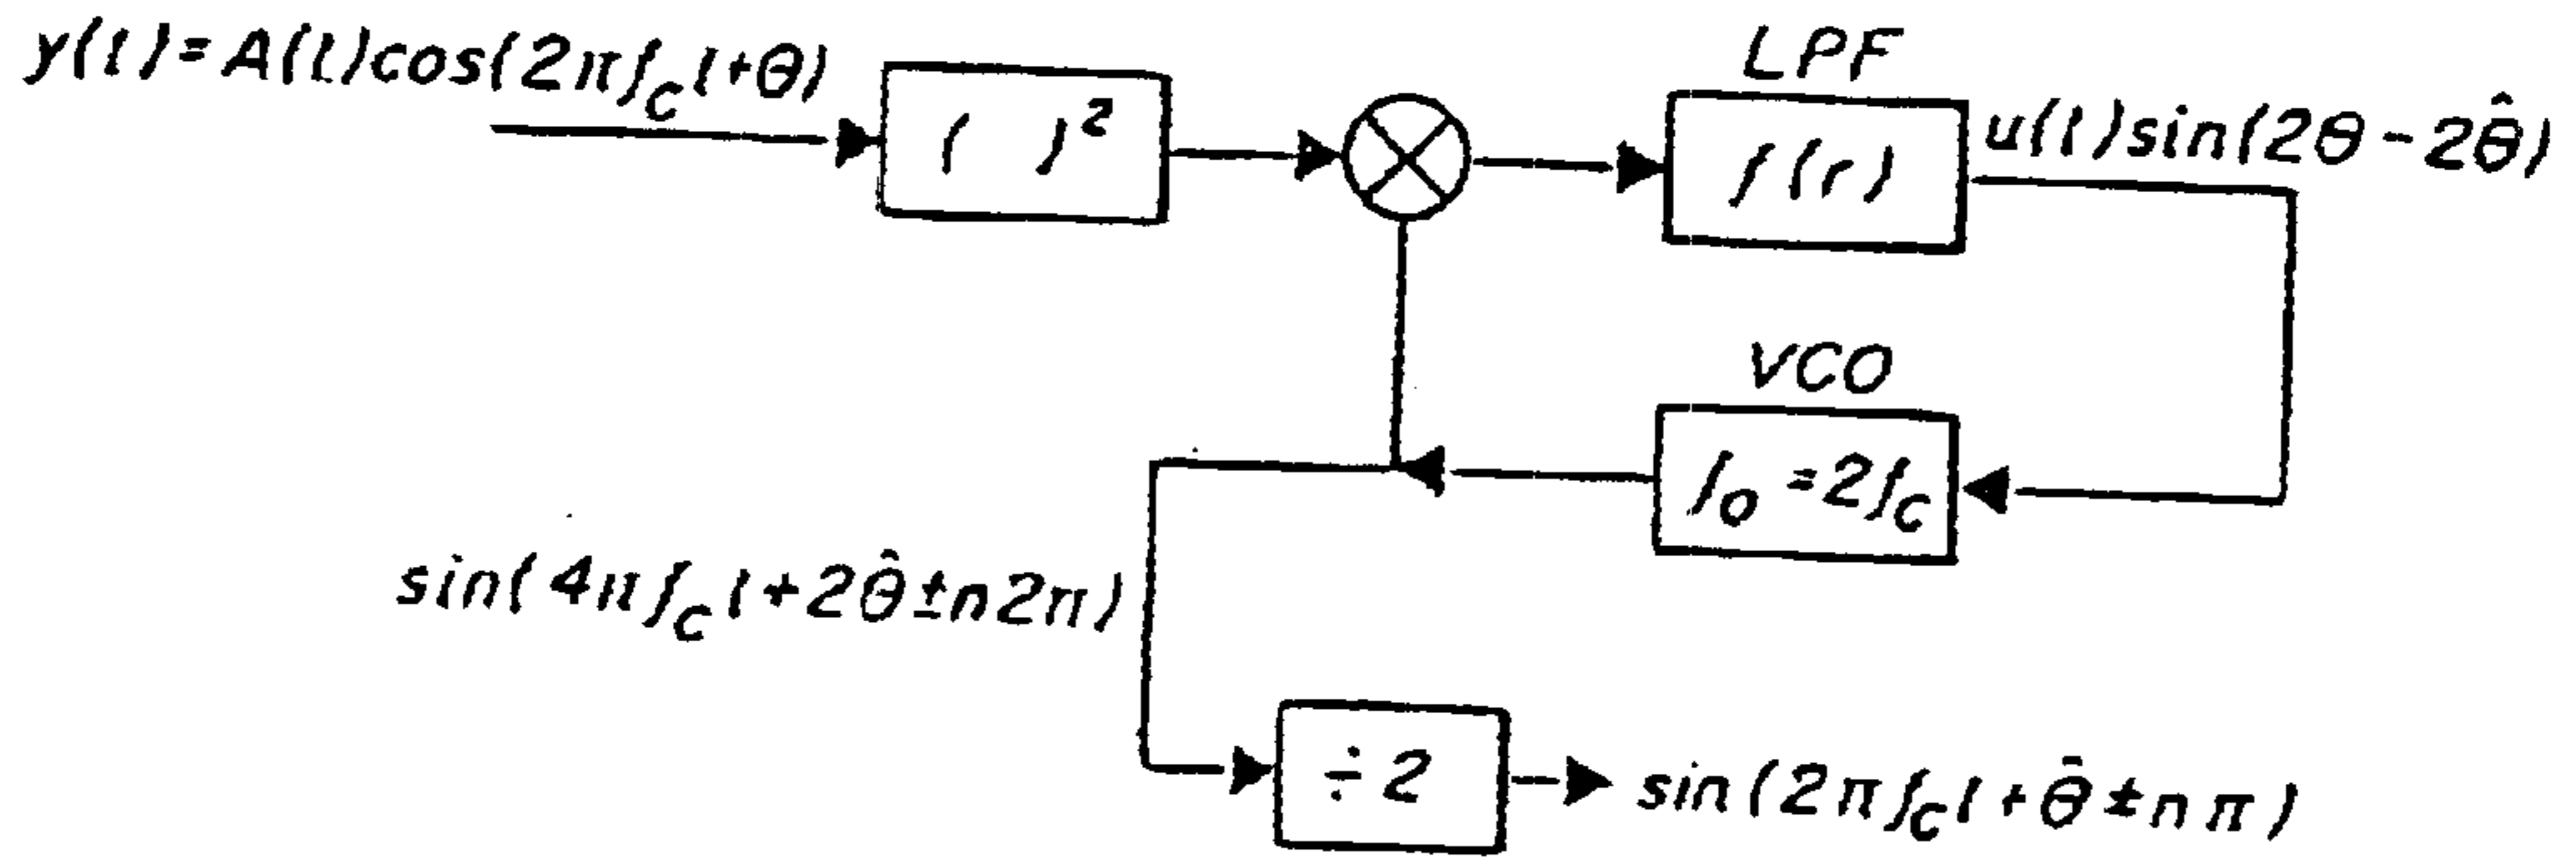 y(t)=A(t)cos(2πf_c t+θ)
( )²
LPF
f(r)
u(t)sin(2θ-2θ̂)
VCO
f_o=2f_c
sin(4πf_c t+2θ̂±n2π)
÷2
sin(2πf_c t+θ̂±nπ)